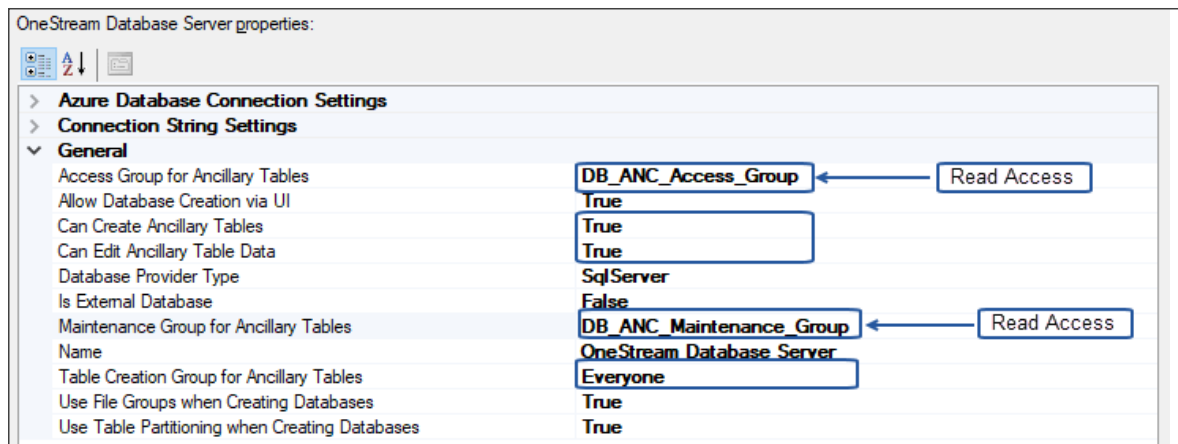 OneStream Database Server properties:
A
Z
Azure Database Connection Settings
Connection String Settings
General
Access Group for Ancillary Tables DB_ANC_Access_Group Read Access
Allow Database Creation via UI True
Can Create Ancillary Tables True
Can Edit Ancillary Table Data True
Database Provider Type SqlServer
Is External Database False
Maintenance Group for Ancillary Tables DB_ANC_Maintenance_Group Read Access
Name OneStream Database Server
Table Creation Group for Ancillary Tables Everyone
Use File Groups when Creating Databases True
Use Table Partitioning when Creating Databases True